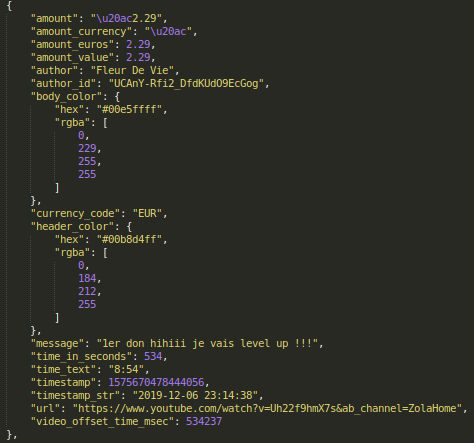 {
    "amount": "\u20ac2.29",
    "amount_currency": "\u20ac",
    "amount_euros": 2.29,
    "amount_value": 2.29,
    "author": "Fleur De Vie",
    "author_id": "UCAnY-Rfi2_DfdKUdO9EcGog",
    "body_color": {
        "hex": "#00e5ffff",
        "rgba": [
            0,
            229,
            255,
            255
        ]
    },
    "currency_code": "EUR",
    "header_color": {
        "hex": "#00b8d4ff",
        "rgba": [
            0,
            184,
            212,
            255
        ]
    },
    "message": "1er don hihiii je vais level up !!!",
    "time_in_seconds": 534,
    "time_text": "8:54",
    "timestamp": 1575670478444056,
    "timestamp_str": "2019-12-06 23:14:38",
    "url": "https://www.youtube.com/watch?v=Uh22f9hmX7s&ab_channel=ZolaHome",
    "video_offset_time_msec": 534237
},